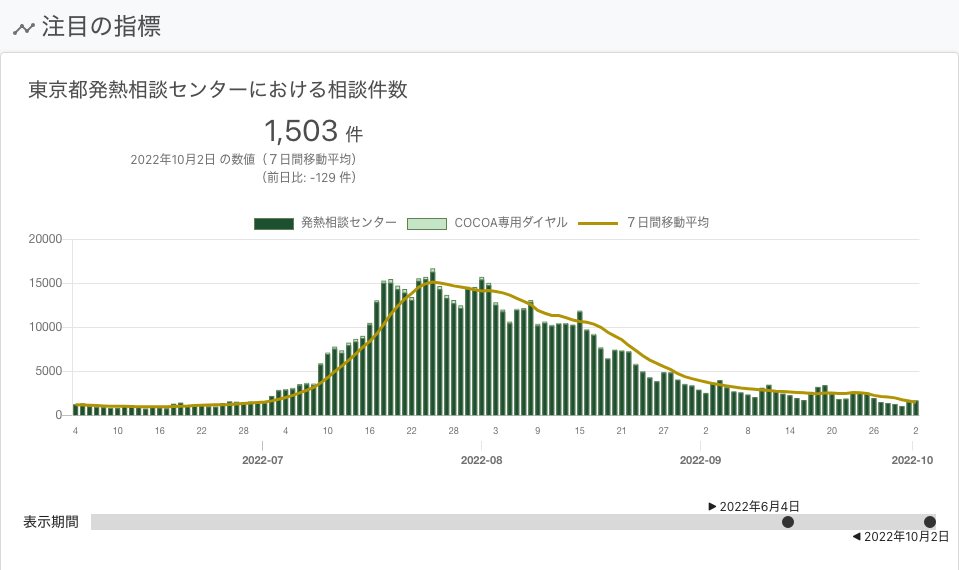 注目の指標
東京都発熱相談センターにおける相談件数
1,503 件
2022年10月2日 の数値（７日間移動平均）
（前日比: -129 件）
発熱相談センター COCOA専用ダイヤル ７日間移動平均
20000
15000
10000
5000
0
4 10 16 22 28 4 10 16 22 28 3 9 15 21 27 2 8 14 20 26 2
2022-07 2022-08 2022-09 2022-10
▶ 2022年6月4日
表示期間
◀ 2022年10月2日